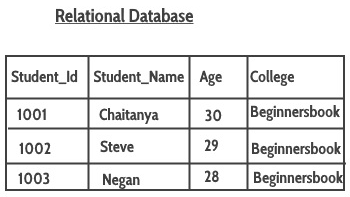 Relational Database
Student_Id Student_Name Age College
1001 Chaitanya 30 Beginnersbook
1002 Steve 29 Beginnersbook
1003 Negan 28 Beginnersbook